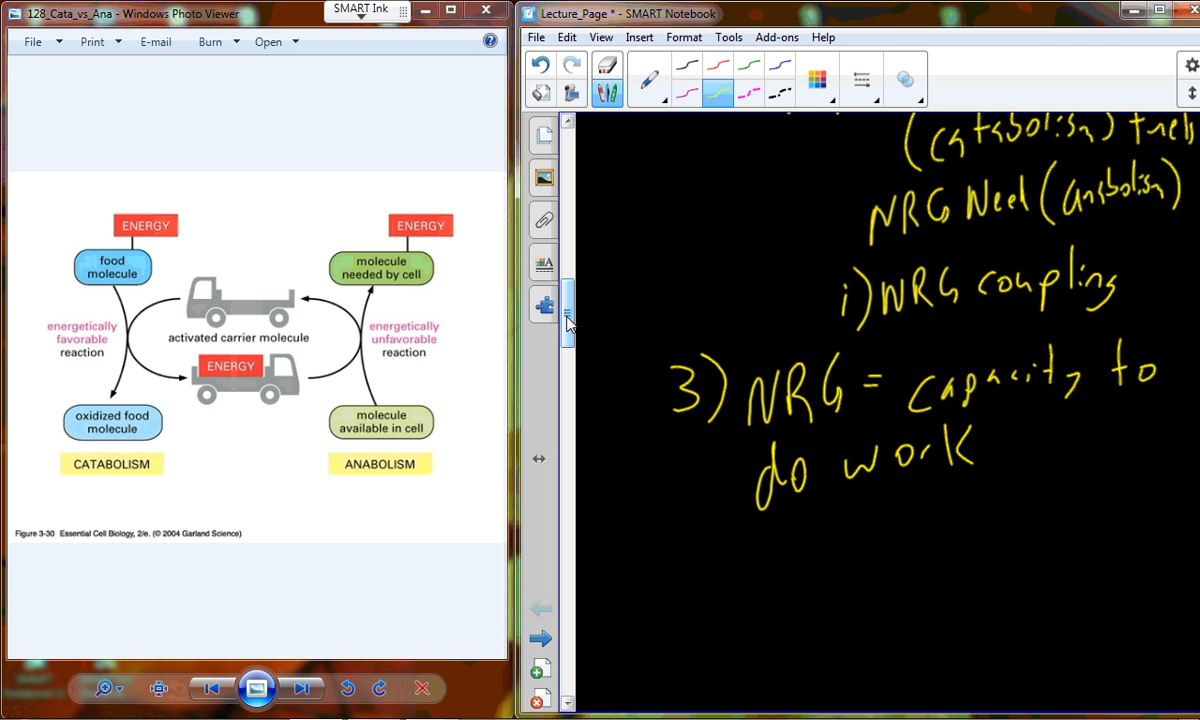 128_Cata_vs_Ana - Windows Photo Viewer
SMART Ink
File Print E-mail Burn Open
ENERGY
food
molecule
energetically
favorable
reaction
oxidized food
molecule
CATABOLISM
activated carrier molecule
ENERGY
ENERGY
molecule
needed by cell
energetically
unfavorable
reaction
molecule
available in cell
ANABOLISM
Figure 3-30 Essential Cell Biology, 2/e. (© 2004 Garland Science)
Lecture_Page * - SMART Notebook
File Edit View Insert Format Tools Add-ons Help
(catabolism) fuels
NRG Need (anabolism)
i) NRG coupling
3) NRG = capacity to
do work